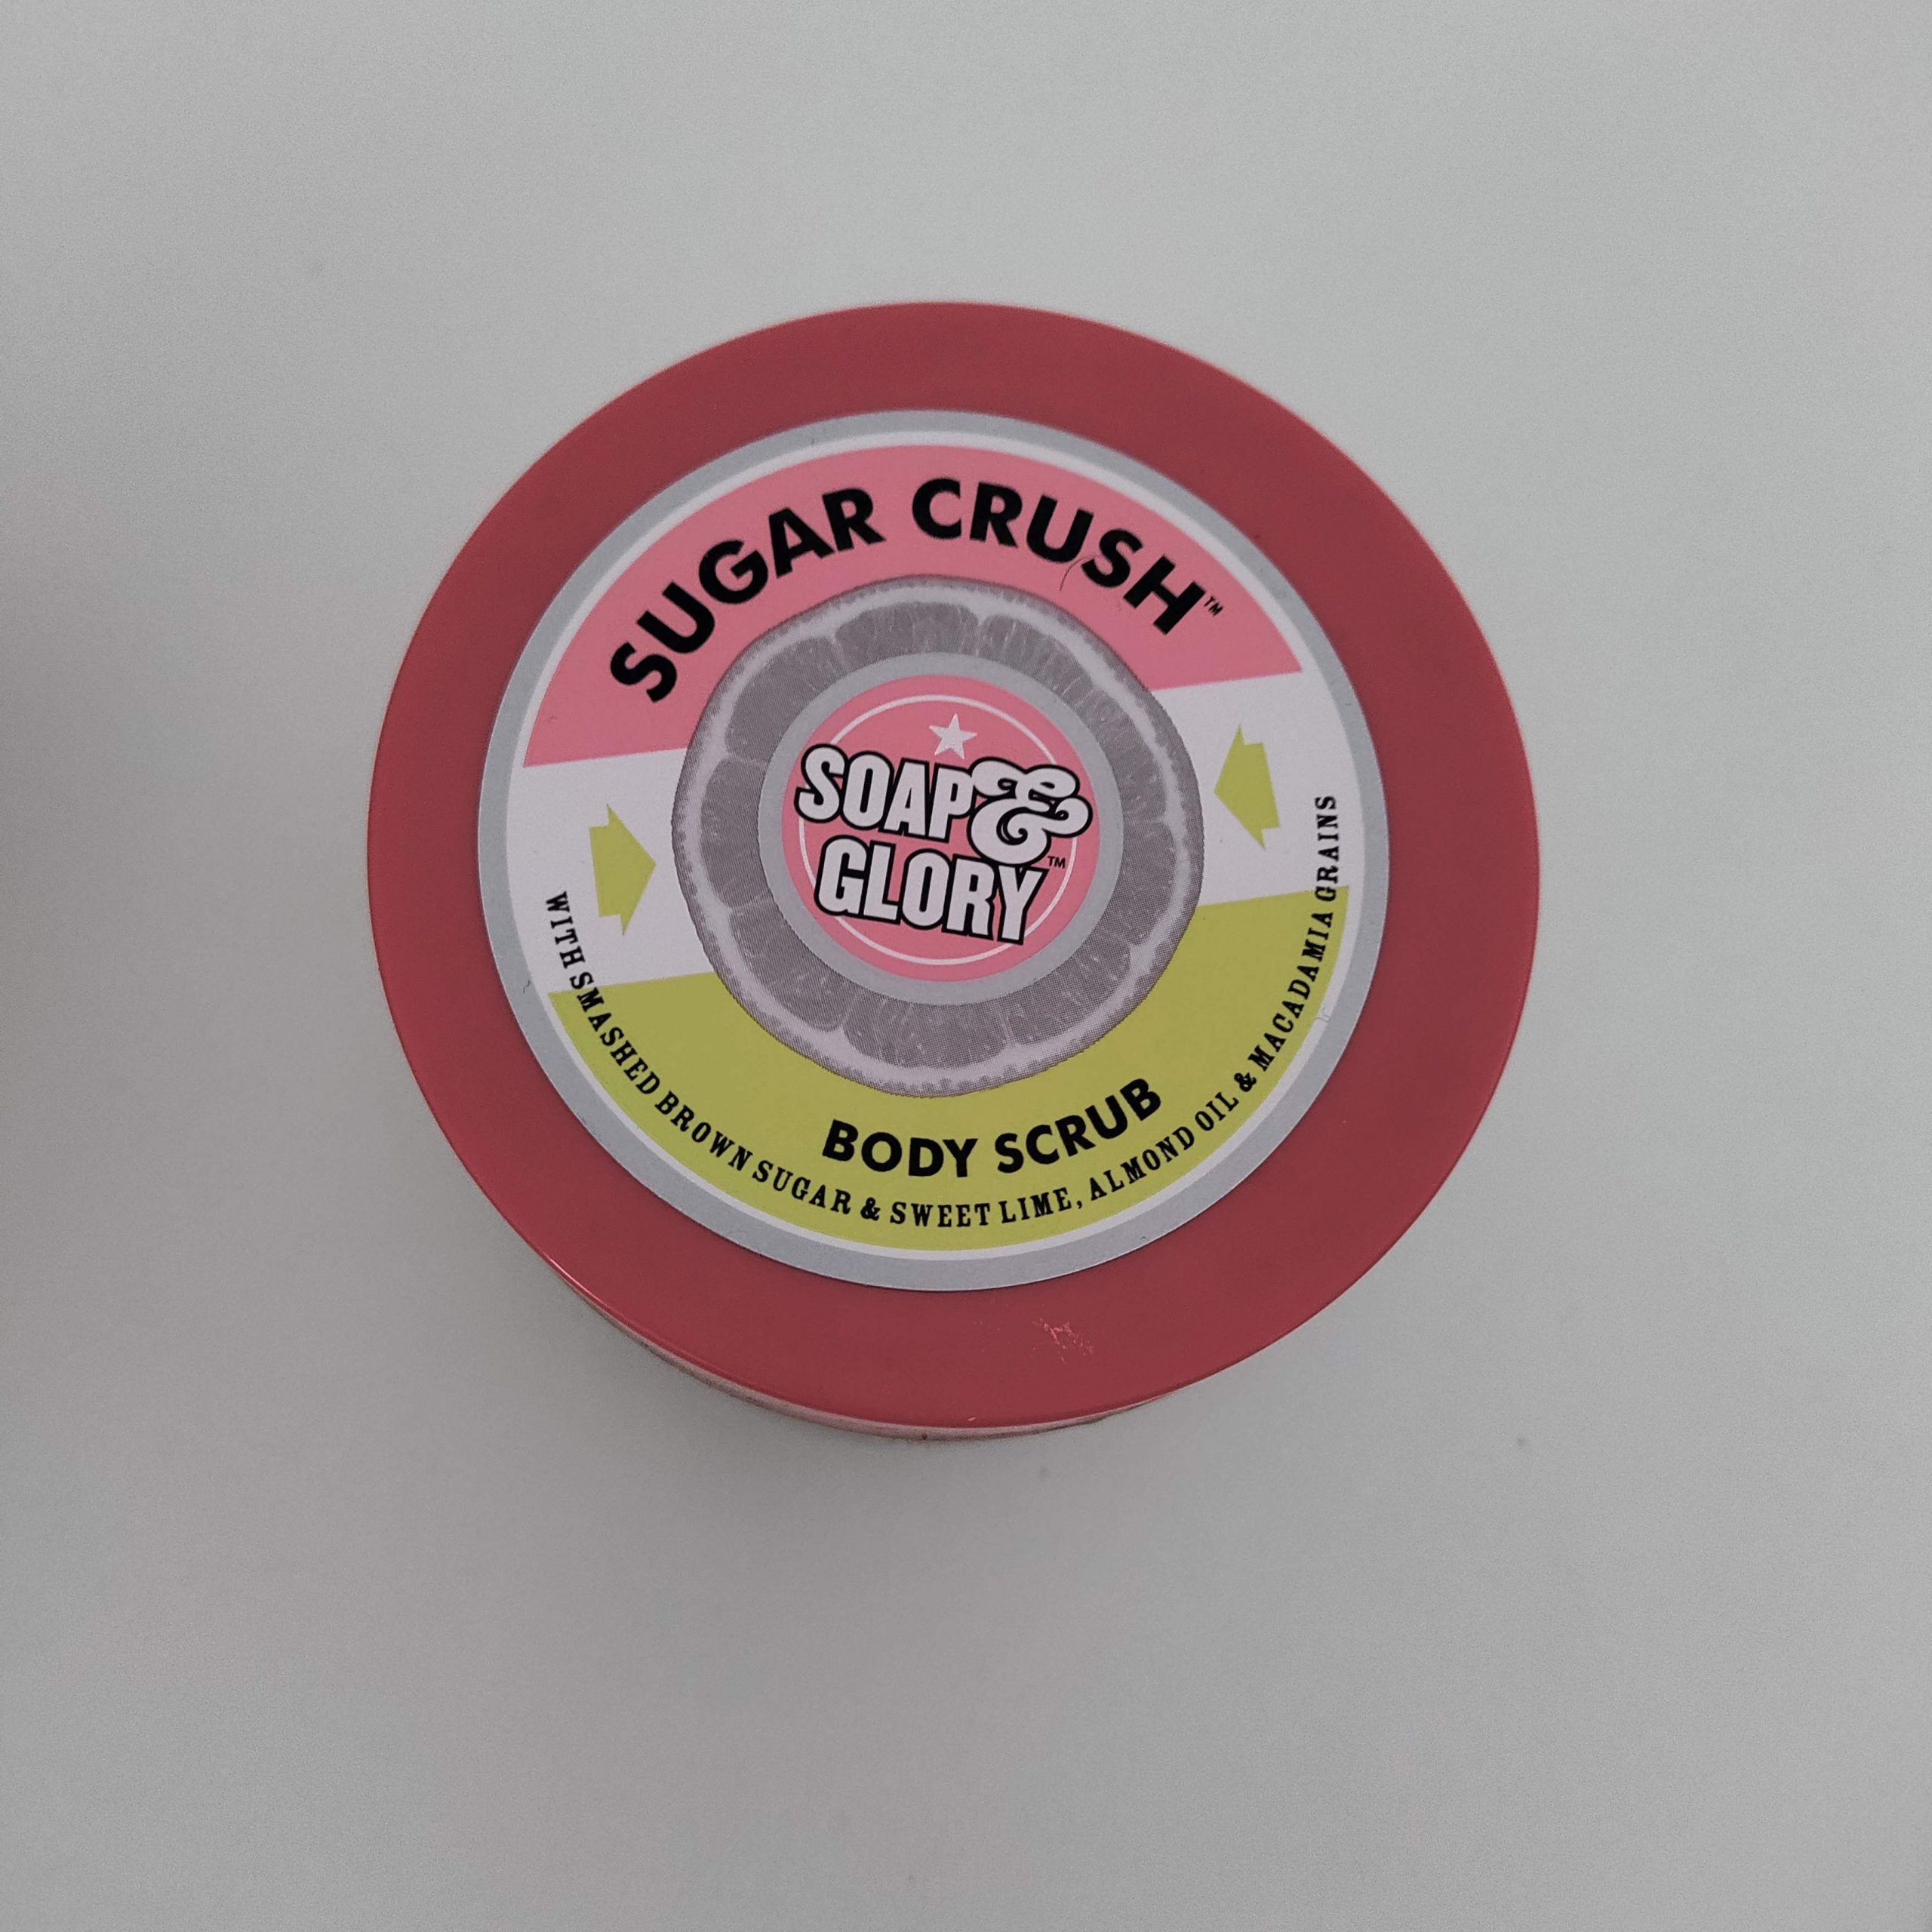 SUGAR CRUSH™
SOAP &
GLORY™
BODY SCRUB
WITH SMASHED BROWN SUGAR & SWEET LIME, ALMOND OIL & MACADAMIA GRAINS